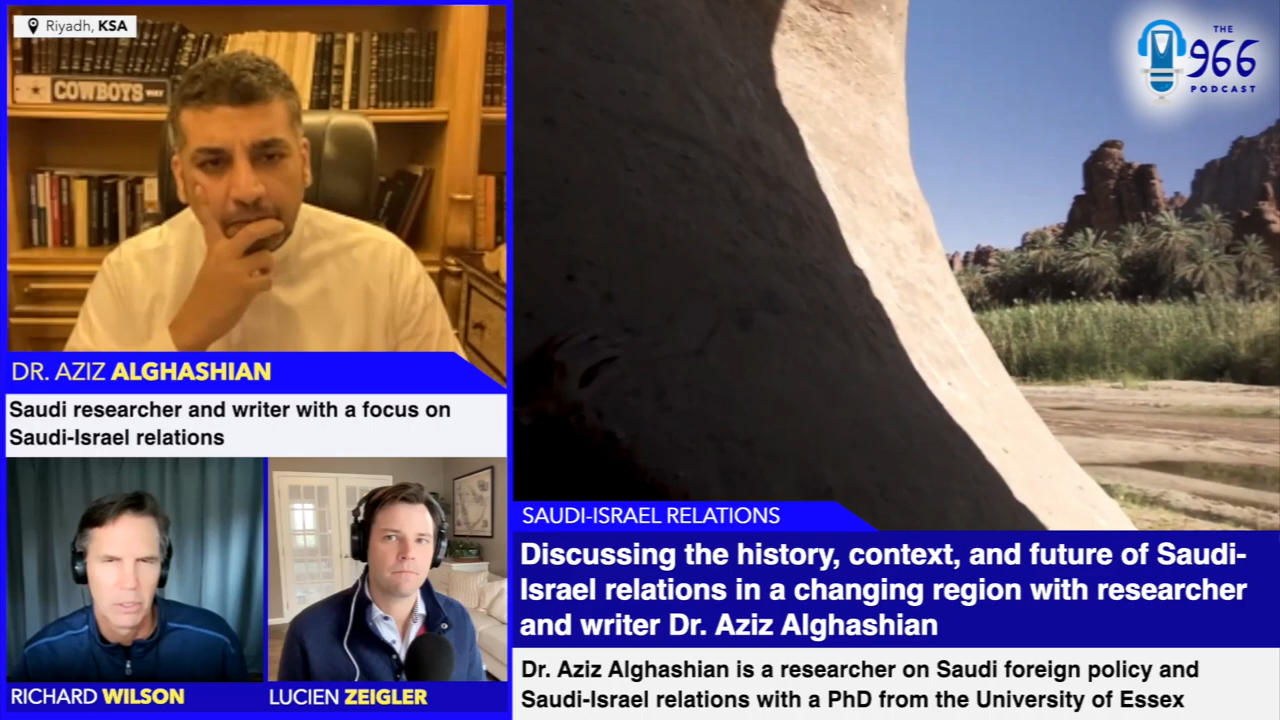 Riyadh, KSA
COWBOYS WAY
DR. AZIZ ALGHASHIAN
Saudi researcher and writer with a focus on
Saudi-Israel relations
RICHARD WILSON
LUCIEN ZEIGLER
THE
966
PODCAST
SAUDI-ISRAEL RELATIONS
Discussing the history, context, and future of Saudi-
Israel relations in a changing region with researcher
and writer Dr. Aziz Alghashian
Dr. Aziz Alghashian is a researcher on Saudi foreign policy and
Saudi-Israel relations with a PhD from the University of Essex